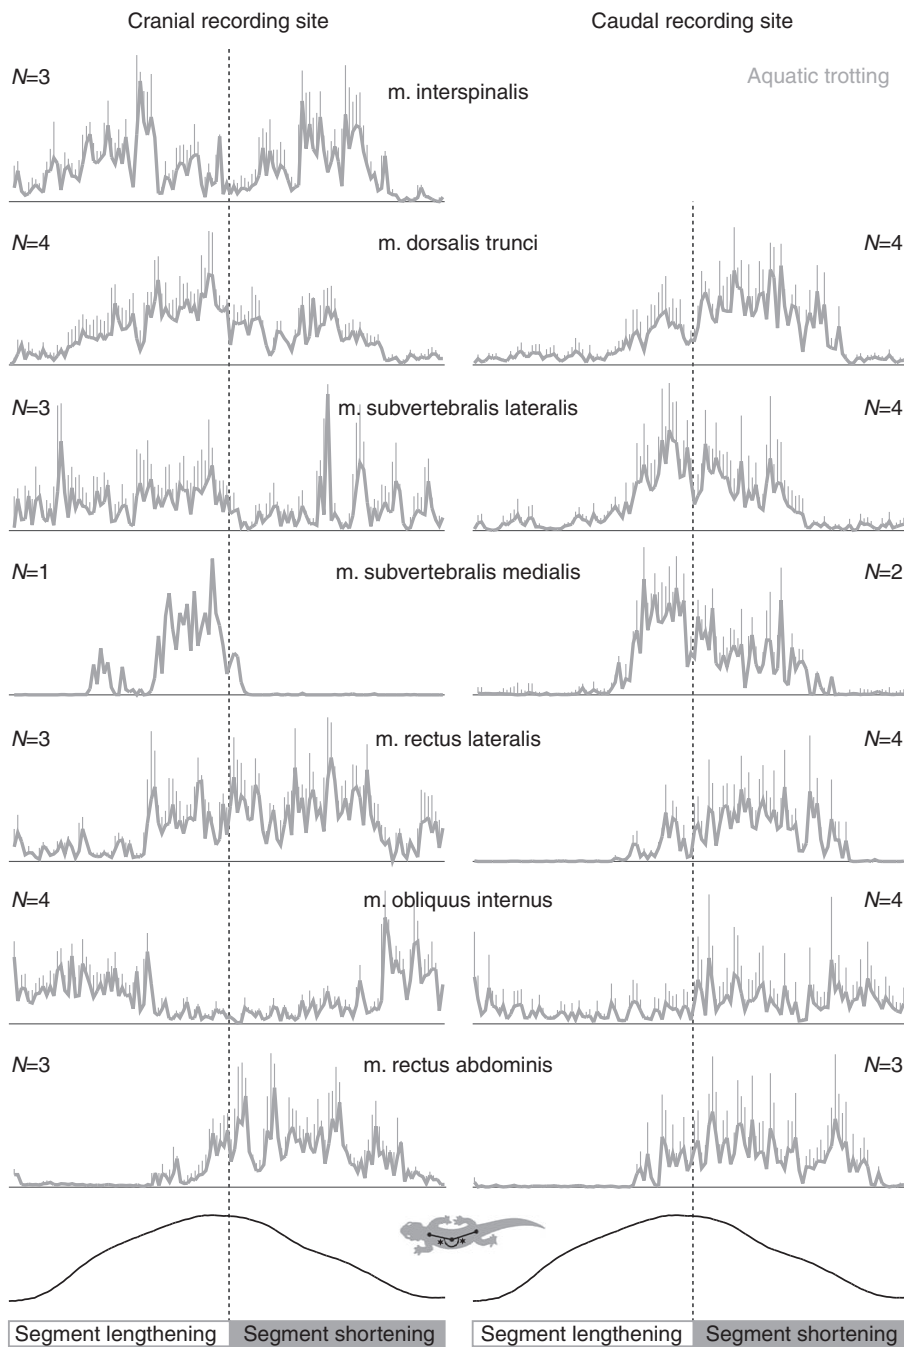 Cranial recording site
Caudal recording site
N=3
m. interspinalis
Aquatic trotting
N=4
m. dorsalis trunci
N=4
N=3
m. subvertebralis lateralis
N=4
N=1
m. subvertebralis medialis
N=2
N=3
m. rectus lateralis
N=4
N=4
m. obliquus internus
N=4
N=3
m. rectus abdominis
N=3
Segment lengthening
Segment shortening
Segment lengthening
Segment shortening